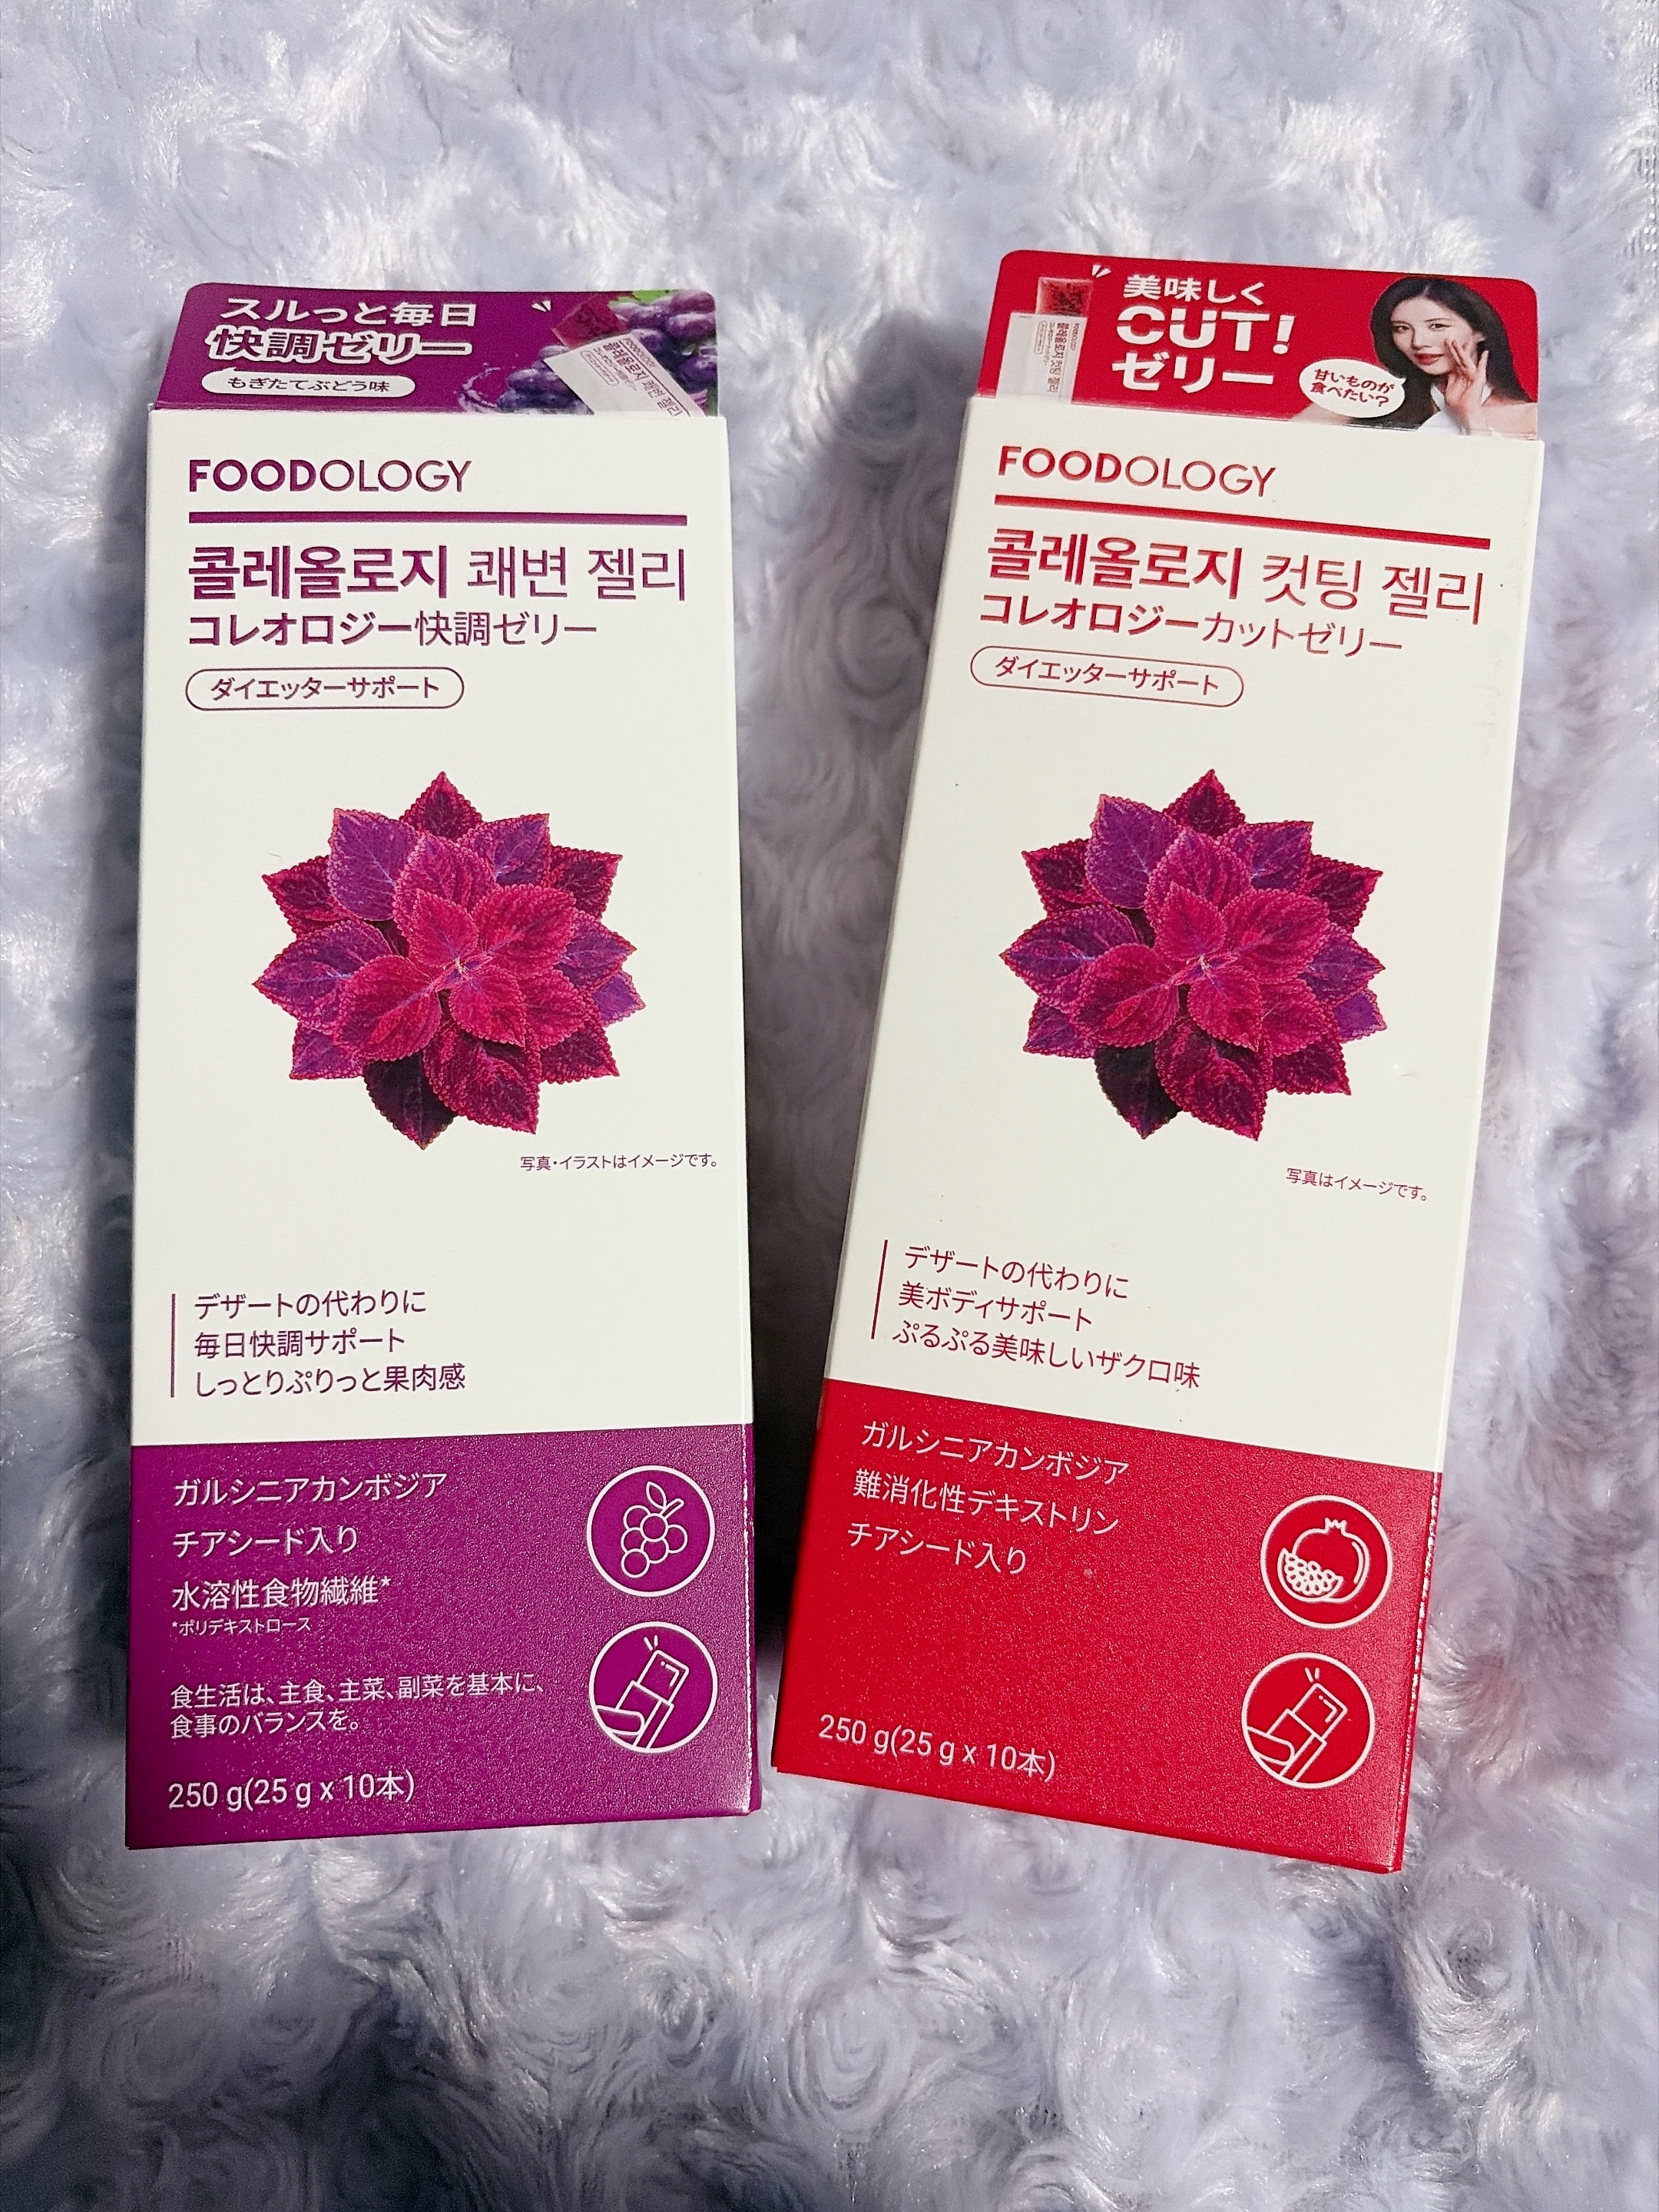 スルっと毎日
快調ゼリー
もぎたてぶどう味
FOODOLOGY
콜레올로지 쾌변 젤리
コレオロジー快調ゼリー
ダイエッターサポート
写真・イラストはイメージです。
デザートの代わりに
毎日快調サポート
しっとりぷりっと果肉感
ガルシニアカンボジア
チアシード入り
水溶性食物繊維*
*ポリデキストロース
食生活は、主食、主菜、副菜を基本に、
食事のバランスを。
250 g(25 g x 10本)
美味しく
CUT!
ゼリー
甘いものが
食べたい?
FOODOLOGY
콜레올로지 컷팅 젤리
コレオロジーカットゼリー
ダイエッターサポート
写真はイメージです。
デザートの代わりに
美ボディサポート
ぷるぷる美味しいザクロ味
ガルシニアカンボジア
難消化性デキストリン
チアシード入り
250 g(25 g x 10本)